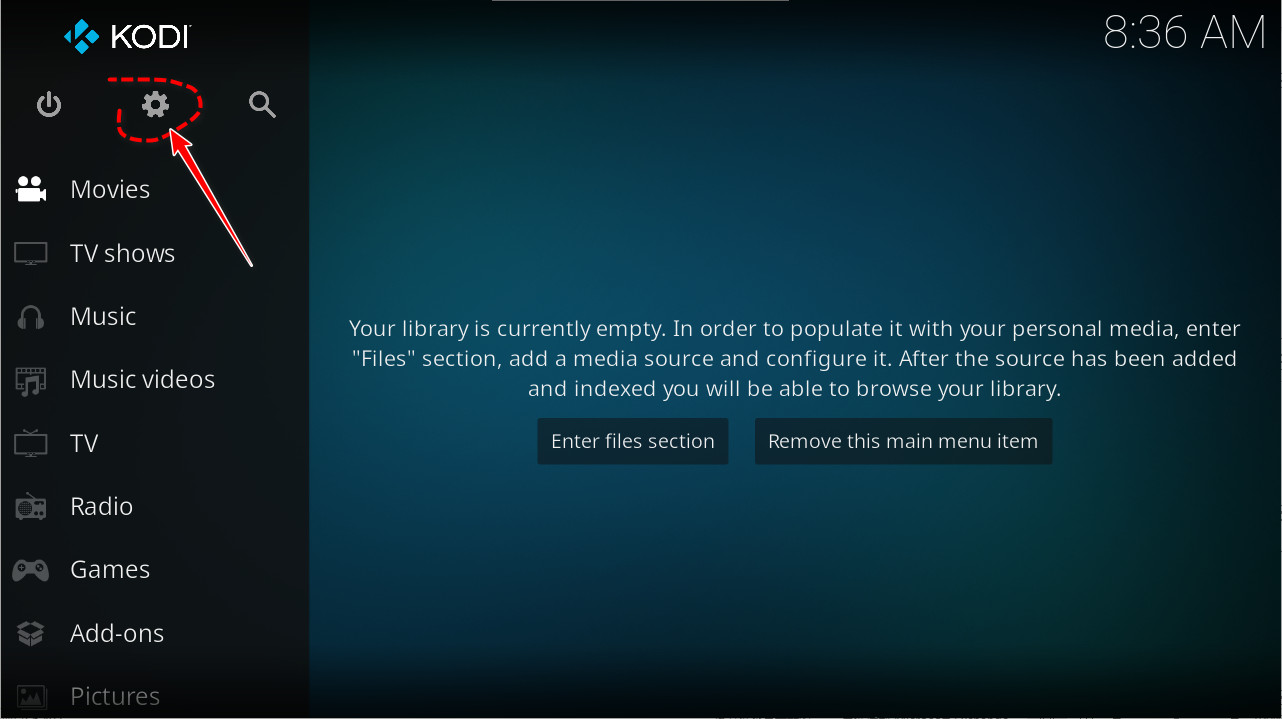 KODI
8:36 AM
Movies
TV shows
Music
Music videos
TV
Radio
Games
Add-ons
Pictures
Your library is currently empty. In order to populate it with your personal media, enter
"Files" section, add a media source and configure it. After the source has been added
and indexed you will be able to browse your library.
Enter files section
Remove this main menu item